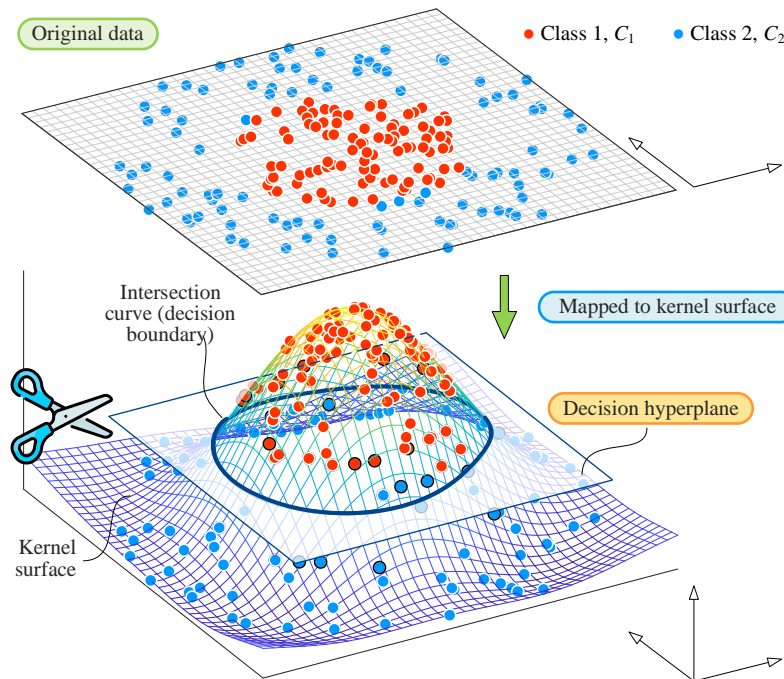 Original data
Class 1, C1
Class 2, C2
Intersection
curve (decision
boundary)
Mapped to kernel surface
Decision hyperplane
Kernel
surface